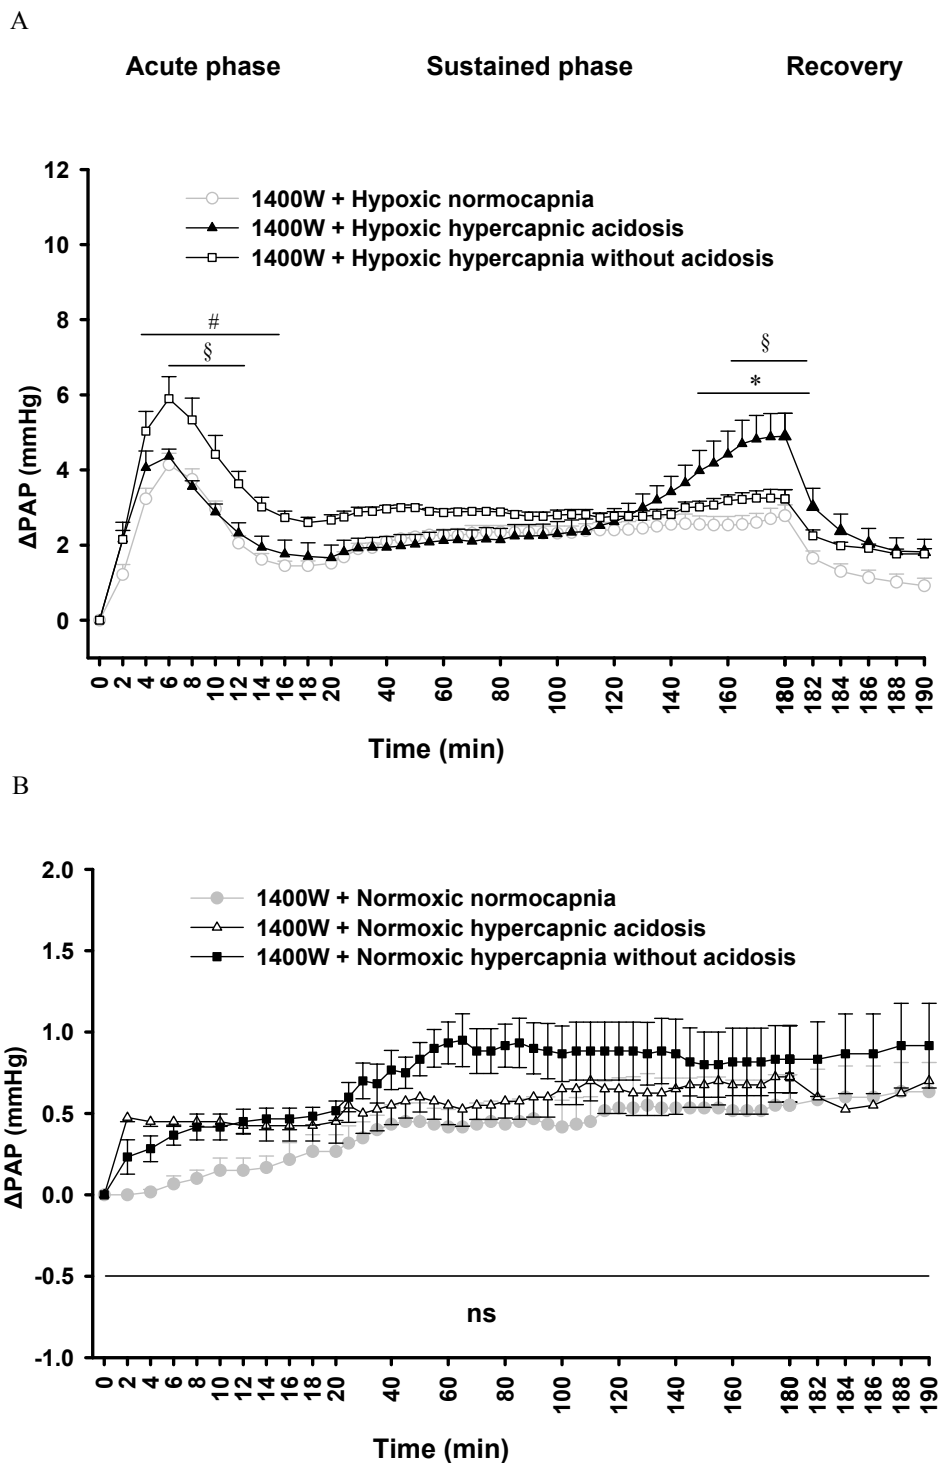 A
Acute phase Sustained phase Recovery
12
10
8
6
4
2
0
ΔPAP (mmHg)
1400W + Hypoxic normocapnia
1400W + Hypoxic hypercapnic acidosis
1400W + Hypoxic hypercapnia without acidosis
#
§
§
*
0 2 4 6 8 10 12 14 16 18 20 40 60 80 100 120 140 160 180 182 184 186 188 190
Time (min)
B
2.0
1.5
1.0
0.5
0.0
-0.5
-1.0
ΔPAP (mmHg)
1400W + Normoxic normocapnia
1400W + Normoxic hypercapnic acidosis
1400W + Normoxic hypercapnia without acidosis
ns
0 2 4 6 8 10 12 14 16 18 20 40 60 80 100 120 140 160 180 182 184 186 188 190
Time (min)